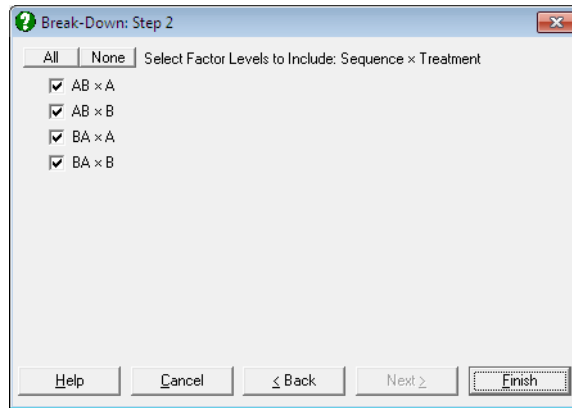 Break-Down: Step 2
All None Select Factor Levels to Include: Sequence × Treatment
AB × A
AB × B
BA × A
BA × B
Help Cancel < Back Next > Finish